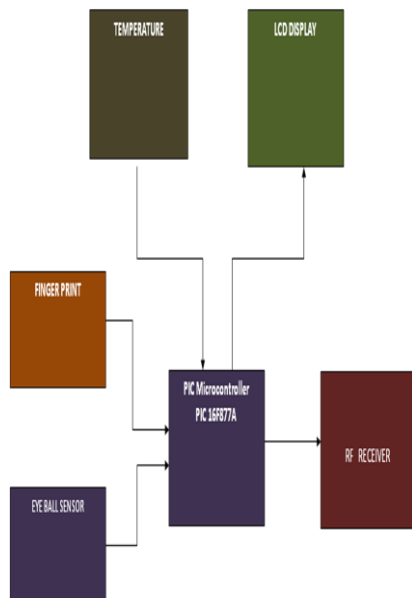 TEMPERATURE
LCD DISPLAY
FINGER PRINT
PIC Microcontroller
PIC 16F877A
RF RECEIVER
EYE BALL SENSOR